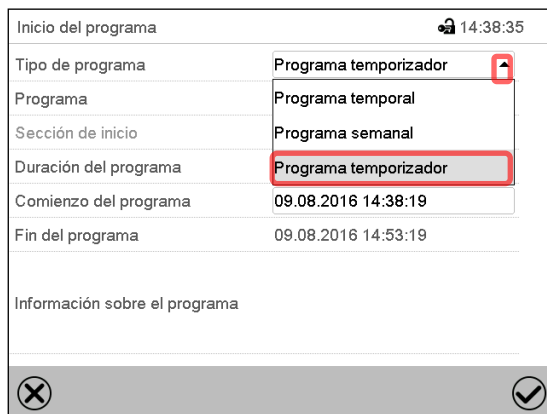 Inicio del programa 14:38:35
Tipo de programa Programa temporizador
Programa Programa temporal
Sección de inicio Programa semanal
Duración del programa Programa temporizador
Comienzo del programa 09.08.2016 14:38:19
Fin del programa 09.08.2016 14:53:19
Información sobre el programa